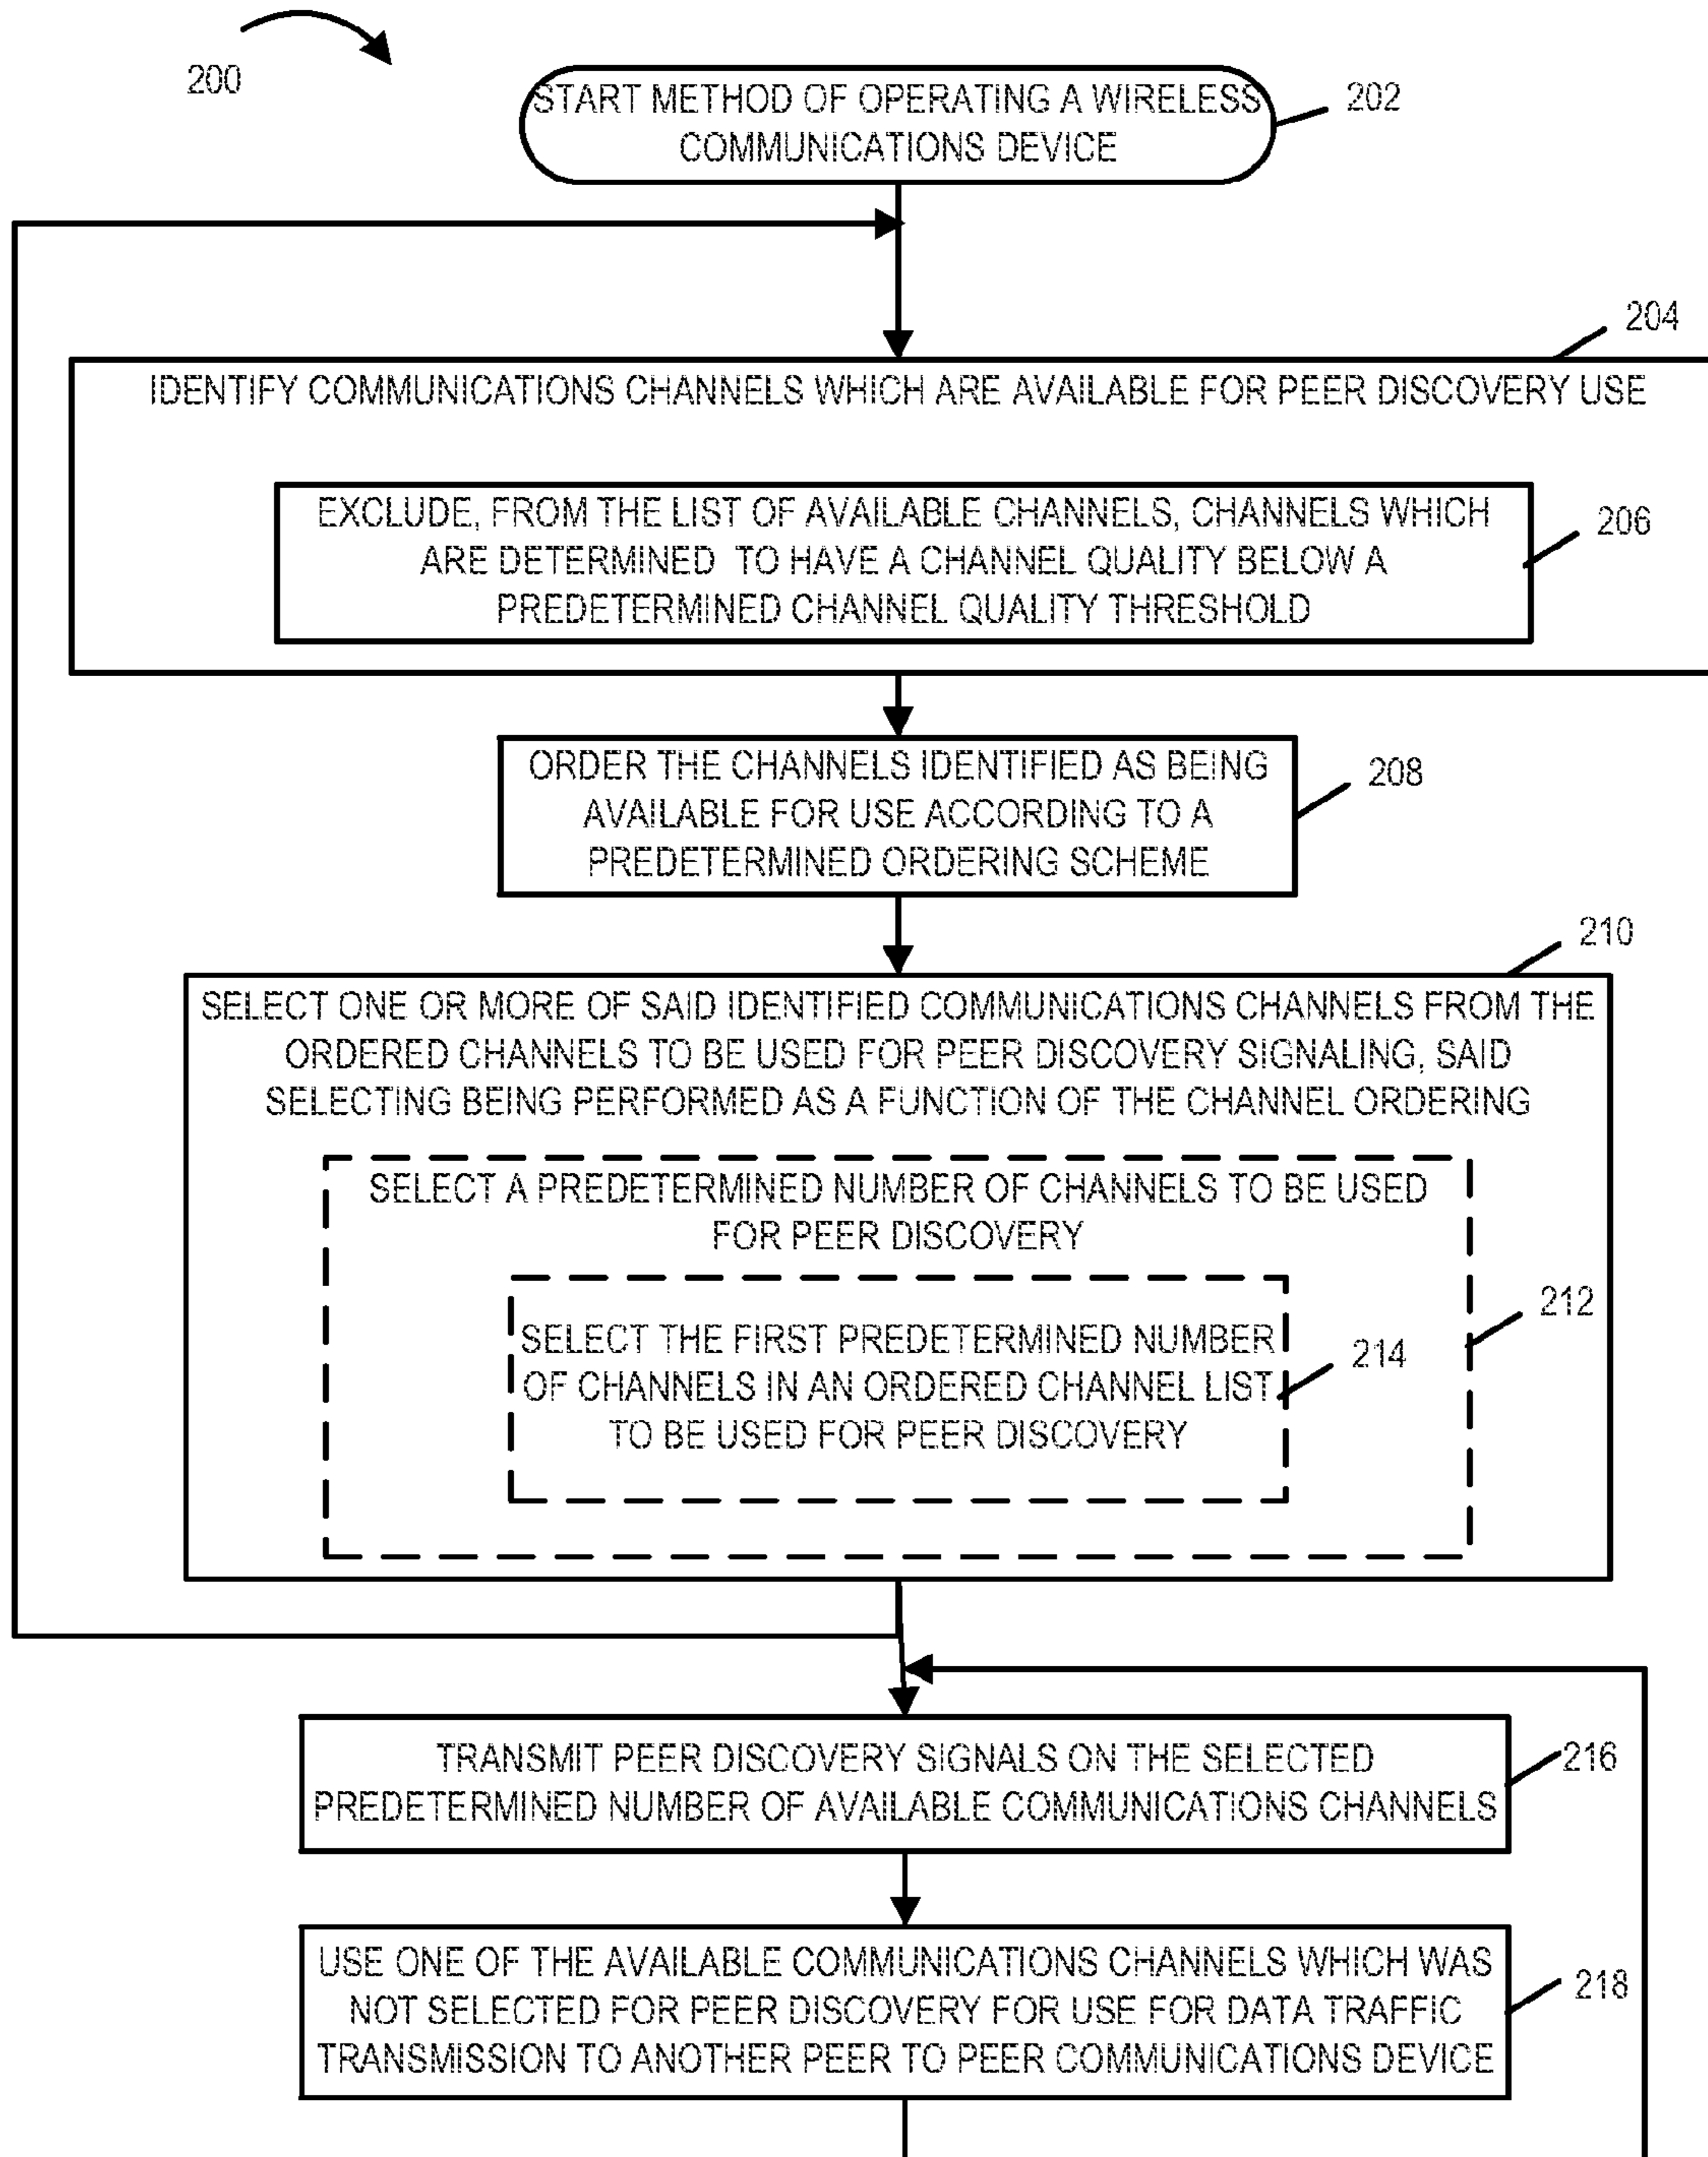 200
START METHOD OF OPERATING A WIRELESS
COMMUNICATIONS DEVICE
202
204
IDENTIFY COMMUNICATIONS CHANNELS WHICH ARE AVAILABLE FOR PEER DISCOVERY USE
EXCLUDE, FROM THE LIST OF AVAILABLE CHANNELS, CHANNELS WHICH
ARE DETERMINED TO HAVE A CHANNEL QUALITY BELOW A
PREDETERMINED CHANNEL QUALITY THRESHOLD
206
ORDER THE CHANNELS IDENTIFIED AS BEING
AVAILABLE FOR USE ACCORDING TO A
PREDETERMINED ORDERING SCHEME
208
210
SELECT ONE OR MORE OF SAID IDENTIFIED COMMUNICATIONS CHANNELS FROM THE
ORDERED CHANNELS TO BE USED FOR PEER DISCOVERY SIGNALING, SAID
SELECTING BEING PERFORMED AS A FUNCTION OF THE CHANNEL ORDERING
SELECT A PREDETERMINED NUMBER OF CHANNELS TO BE USED
FOR PEER DISCOVERY
212
SELECT THE FIRST PREDETERMINED NUMBER
OF CHANNELS IN AN ORDERED CHANNEL LIST
TO BE USED FOR PEER DISCOVERY
214
TRANSMIT PEER DISCOVERY SIGNALS ON THE SELECTED
PREDETERMINED NUMBER OF AVAILABLE COMMUNICATIONS CHANNELS
216
USE ONE OF THE AVAILABLE COMMUNICATIONS CHANNELS WHICH WAS
NOT SELECTED FOR PEER DISCOVERY FOR USE FOR DATA TRAFFIC
TRANSMISSION TO ANOTHER PEER TO PEER COMMUNICATIONS DEVICE
218